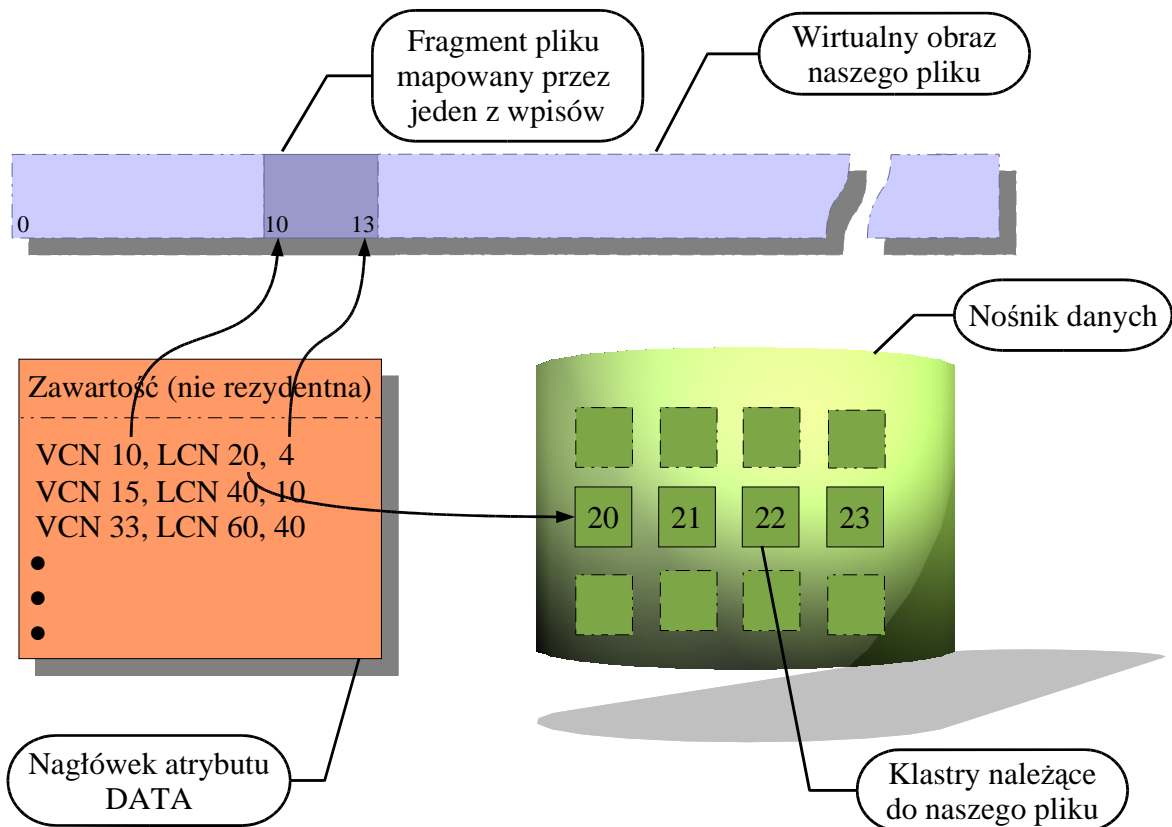 Fragment pliku
mapowany przez
jeden z wpisów
Wirtualny obraz
naszego pliku
0
10
13
Nośnik danych
Zawartość (nie rezydentna)
VCN 10, LCN 20, 4
VCN 15, LCN 40, 10
VCN 33, LCN 60, 40
20
21
22
23
Nagłówek atrybutu
DATA
Klastry należące
do naszego pliku